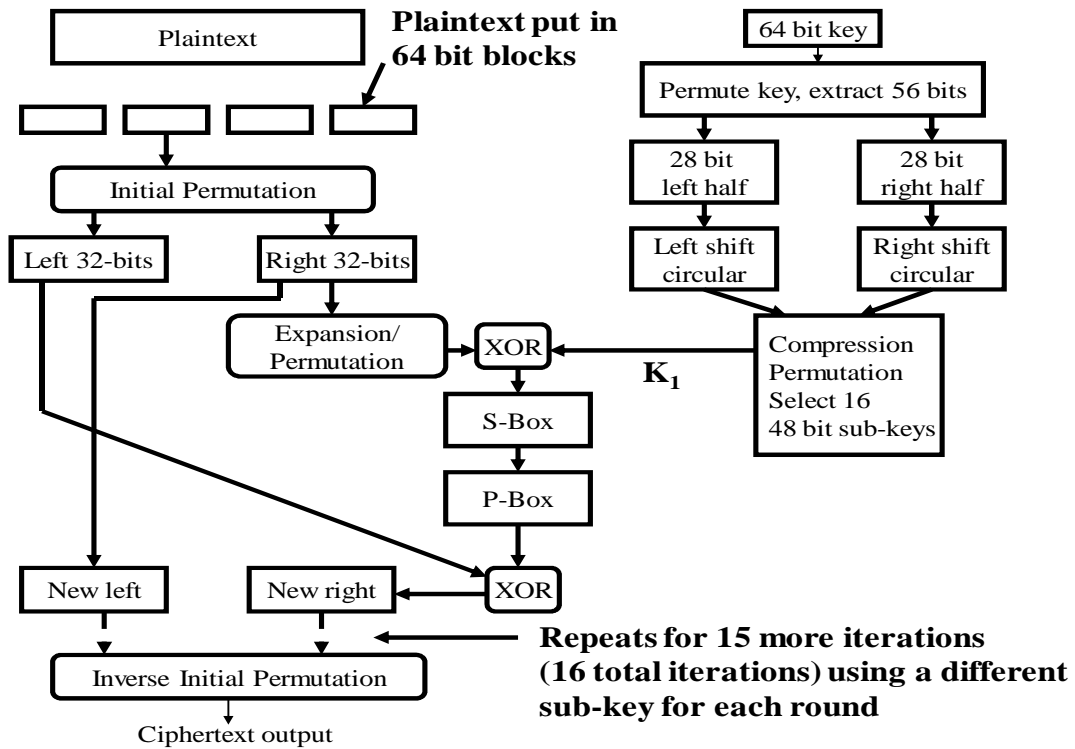 Plaintext
Plaintext put in
64 bit blocks
64 bit key
Permute key, extract 56 bits
28 bit
left half
28 bit
right half
Initial Permutation
Left 32-bits
Right 32-bits
Left shift
circular
Right shift
circular
Expansion/
Permutation
XOR
K1
Compression
Permutation
Select 16
48 bit sub-keys
S-Box
P-Box
New left
New right
XOR
Repeats for 15 more iterations
(16 total iterations) using a different
sub-key for each round
Inverse Initial Permutation
Ciphertext output